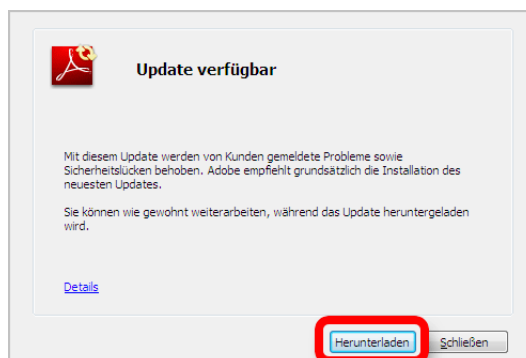 Update verfügbar
Mit diesem Update werden von Kunden gemeldete Probleme sowie
Sicherheitslücken behoben. Adobe empfiehlt grundsätzlich die Installation des
neuesten Updates.
Sie können wie gewohnt weiterarbeiten, während das Update heruntergeladen
wird.
Details
Herunterladen Schließen